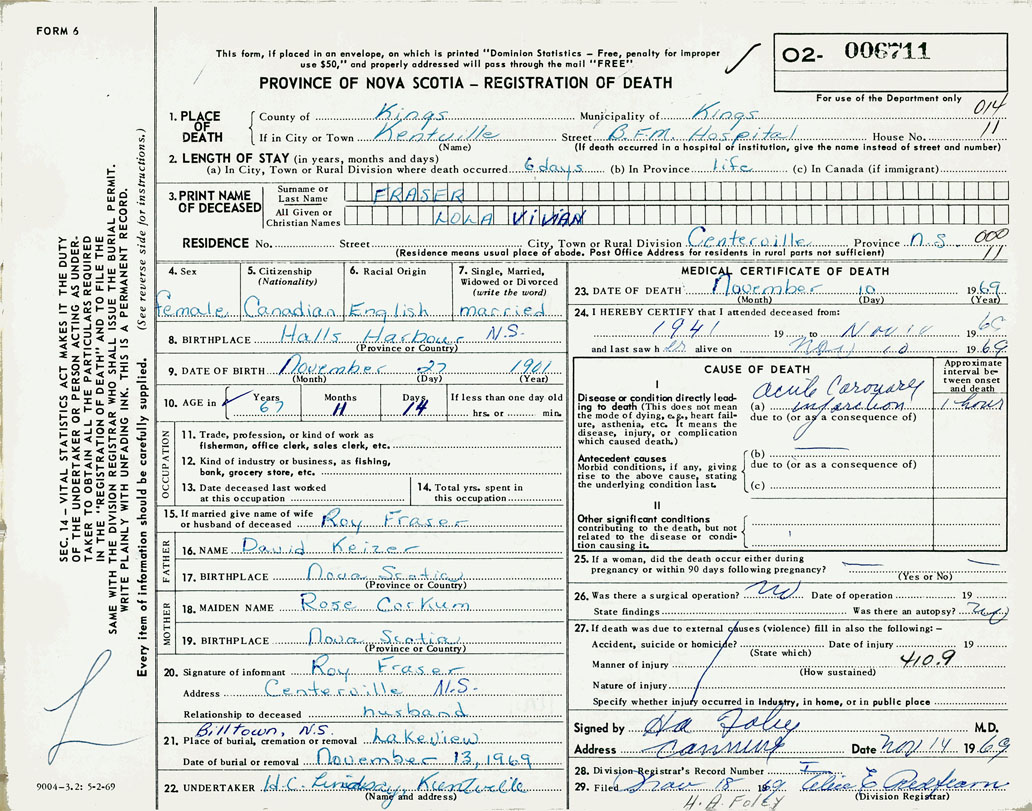 FORM 6
This form, if placed in an envelope, on which is printed "Dominion Statistics – Free, penalty for improper
use $50," and properly addressed will pass through the mail "FREE"
PROVINCE OF NOVA SCOTIA – REGISTRATION OF DEATH
O2- 006711
For use of the Department only
014
11
1. PLACE OF DEATH
County of Kings Municipality of Kings
If in City or Town Kentville Street B.F.M. Hospital House No.
(Name) (If death occurred in a hospital or institution, give the name instead of street and number)
2. LENGTH OF STAY (in years, months and days)
(a) In City, Town or Rural Division where death occurred 6 days (b) In Province life (c) In Canada (if immigrant)
3. PRINT NAME OF DECEASED
Surname or Last Name FRASER
All Given or Christian Names LOLA VIVIAN
RESIDENCE No. Street City, Town or Rural Division Centerville Province N.S. 000
(Residence means usual place of abode. Post Office Address for residents in rural parts not sufficient) 11
4. Sex
female
5. Citizenship
(Nationality)
Canadian
6. Racial Origin
English
7. Single, Married,
Widowed or Divorced
(write the word)
married
8. BIRTHPLACE Halls Harbour N.S.
(Province or Country)
9. DATE OF BIRTH November 27 1901
(Month) (Day) (Year)
10. AGE in Years Months Days If less than one day old
67 11 14 hrs. or min.
OCCUPATION
11. Trade, profession, or kind of work as
fisherman, office clerk, sales clerk, etc.
12. Kind of industry or business, as fishing,
bank, grocery store, etc.
13. Date deceased last worked
at this occupation
14. Total yrs. spent in
this occupation
15. If married give name of wife
or husband of deceased Roy Fraser
FATHER
16. NAME David Keizer
17. BIRTHPLACE Nova Scotia
(Province or Country)
MOTHER
18. MAIDEN NAME Rose Corkum
19. BIRTHPLACE Nova Scotia
(Province or Country)
20. Signature of informant Roy Fraser
Address Centerville N.S.
Relationship to deceased husband
Billtown, N.S.
21. Place of burial, cremation or removal Lakeview
Date of burial or removal November 13, 1969
22. UNDERTAKER H.C. Lindsay, Kentville
(Name and address)
MEDICAL CERTIFICATE OF DEATH
23. DATE OF DEATH November 10 1969
(Month) (Day) (Year)
24. I HEREBY CERTIFY that I attended deceased from:
1941 19 to Nov 10 1969
and last saw her alive on Nov 10 1969
CAUSE OF DEATH
Approximate interval between onset and death
I
Disease or condition directly leading to death (This does not mean the mode of dying, e.g., heart failure, asthenia, etc. It means the disease, injury, or complication which caused death.)
Acute Coronary
(a) infarction 1 hour
due to (or as a consequence of)
Antecedent causes
Morbid conditions, if any, giving rise to the above cause, stating the underlying condition last.
(b)
due to (or as a consequence of)
(c)
II
Other significant conditions
contributing to the death, but not related to the disease or condition causing it.
25. If a woman, did the death occur either during
pregnancy or within 90 days following pregnancy?
(Yes or No)
26. Was there a surgical operation? no Date of operation 19
State findings Was there an autopsy? no
27. If death was due to external causes (violence) fill in also the following: –
Accident, suicide or homicide? Date of injury 19
(State which)
Manner of injury 410.9
(How sustained)
Nature of injury
Specify whether injury occurred in Industry, in home, or in public place
Signed by H A Foley M.D.
Address Canning Date Nov 14 1969
28. Division Registrar's Record Number
29. Filed Nov 18 1969
(Division Registrar)
H. A. FOLEY
SEC. 14 – VITAL STATISTICS ACT MAKES IT THE DUTY
OF THE UNDERTAKER OR PERSON ACTING AS UNDERTAKER TO OBTAIN ALL THE PARTICULARS REQUIRED
IN THE "REGISTRATION OF DEATH" AND TO FILE THE
SAME WITH THE DIVISION REGISTRAR WHO SHALL ISSUE THE BURIAL PERMIT.
WRITE PLAINLY WITH UNFADING INK. THIS IS A PERMANENT RECORD.
Every item of information should be carefully supplied. (See reverse side for instructions.)
9004-3.2: 5-2-69